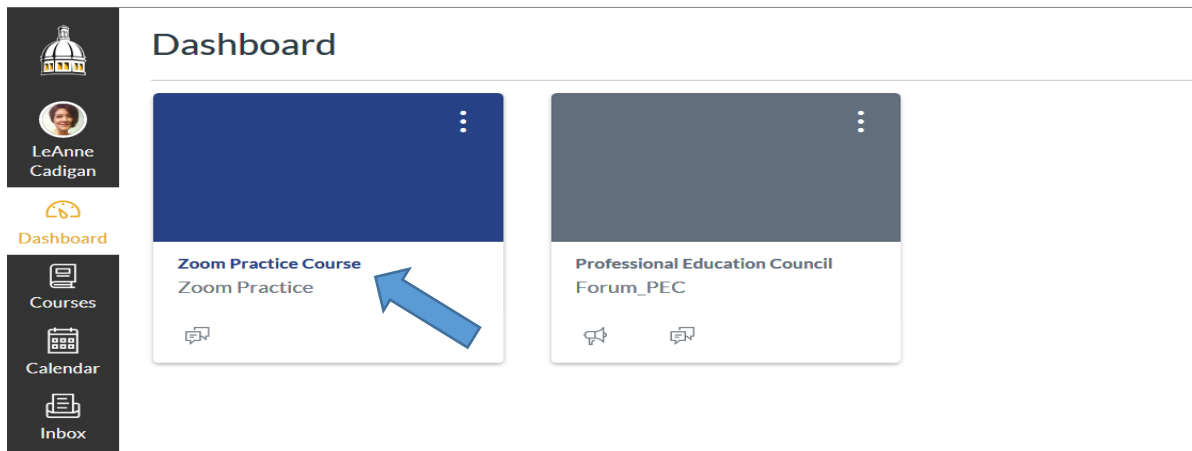 Dashboard
LeAnne
Cadigan
Dashboard
Courses
Calendar
Inbox
Zoom Practice Course
Zoom Practice
Professional Education Council
Forum_PEC